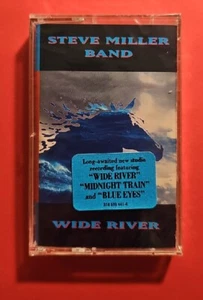 STEVE MILLER
BAND
Long-awaited new studio
recording featuring
"WIDE RIVER"
"MIDNIGHT TRAIN"
and "BLUE EYES"
WIDE RIVER